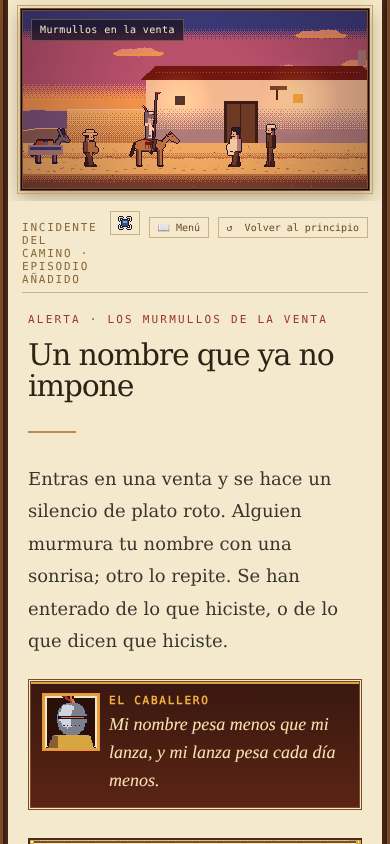 Murmullos en la venta
INCIDENTE
DEL
CAMINO ·
EPISODIO
AÑADIDO
📖 Menú
↺ Volver al principio
ALERTA · LOS MURMULLOS DE LA VENTA
Un nombre que ya no
impone
Entras en una venta y se hace un
silencio de plato roto. Alguien
murmura tu nombre con una
sonrisa; otro lo repite. Se han
enterado de lo que hiciste, o de lo
que dicen que hiciste.
EL CABALLERO
Mi nombre pesa menos que mi
lanza, y mi lanza pesa cada día
menos.